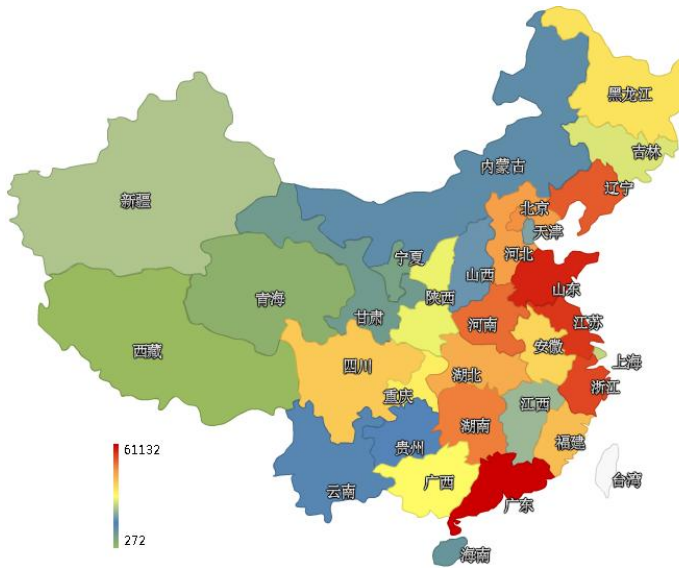 黑龙江
吉林
辽宁
内蒙古
北京
天津
新疆
宁夏
河北
山西
山东
青海
陕西
甘肃
河南
江苏
安徽
西藏
四川
上海
湖北
浙江
重庆
江西
湖南
福建
贵州
61132
广西
台湾
云南
广东
272
海南